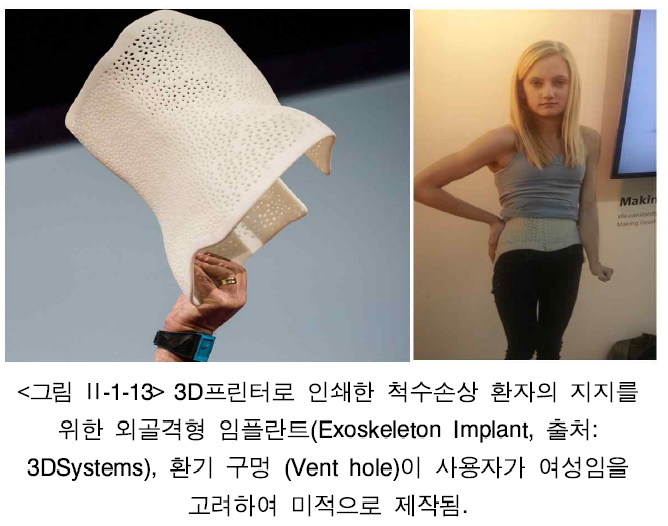 Makin
We constantly
<그림 Ⅱ-1-13> 3D프린터로 인쇄한 척수손상 환자의 지지를
위한 외골격형 임플란트(Exoskeleton Implant, 출처:
3DSystems), 환기 구멍 (Vent hole)이 사용자가 여성임을
고려하여 미적으로 제작됨.